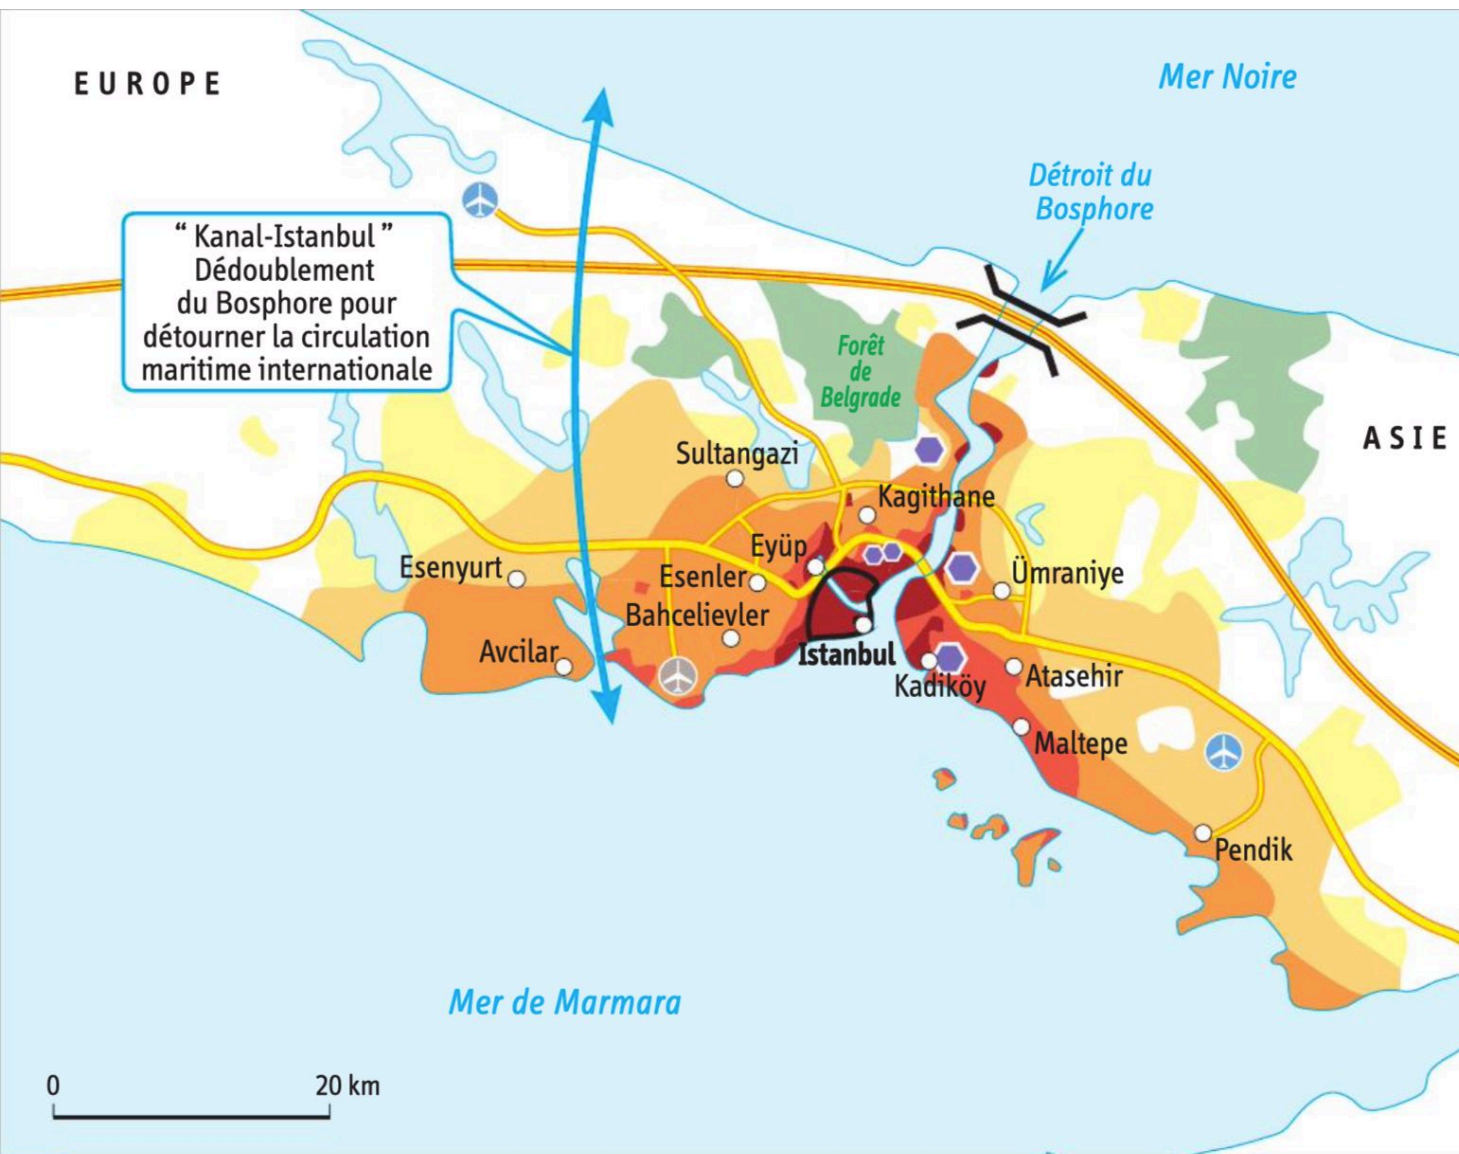 EUROPE
Mer Noire
Détroit du
Bosphore
“ Kanal-Istanbul ”
Dédoublement
du Bosphore pour
détourner la circulation
maritime internationale
Forêt
de
Belgrade
ASIE
Sultangazi
Kagithane
Eyüp
Esenyurt
Esenler
Ümraniye
Bahcelievler
Avcilar
Istanbul
Kadiköy
Atasehir
Maltepe
Pendik
Mer de Marmara
0
20 km